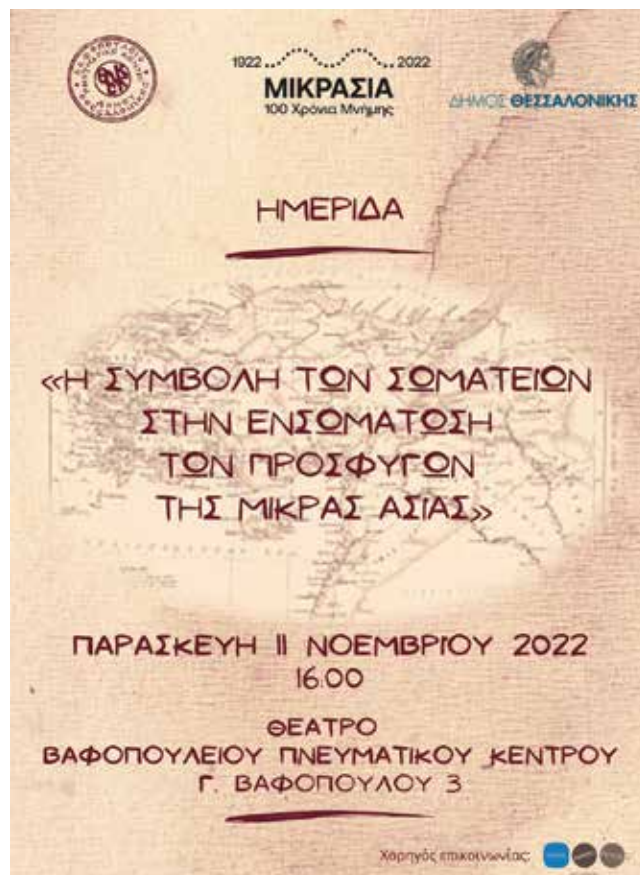 1922 2022
ΜΙΚΡΑΣΙΑ
100 Χρόνια Μνήμης
ΔΗΜΟΣ ΘΕΣΣΑΛΟΝΙΚΗΣ
ΗΜΕΡΙΔΑ
«Η ΣΥΜΒΟΛΗ ΤΩΝ ΣΩΜΑΤΕΙΩΝ
ΣΤΗΝ ΕΝΣΩΜΑΤΩΣΗ
ΤΩΝ ΠΡΟΣΦΥΓΩΝ
ΤΗΣ ΜΙΚΡΑΣ ΑΣΙΑΣ»
ΠΑΡΑΣΚΕΥΗ 11 ΝΟΕΜΒΡΙΟΥ 2022
16.00
ΘΕΑΤΡΟ
ΒΑΦΟΠΟΥΛΕΙΟΥ ΠΝΕΥΜΑΤΙΚΟΥ ΚΕΝΤΡΟΥ
Γ. ΒΑΦΟΠΟΥΛΟΥ 3
Χορηγός επικοινωνίας: